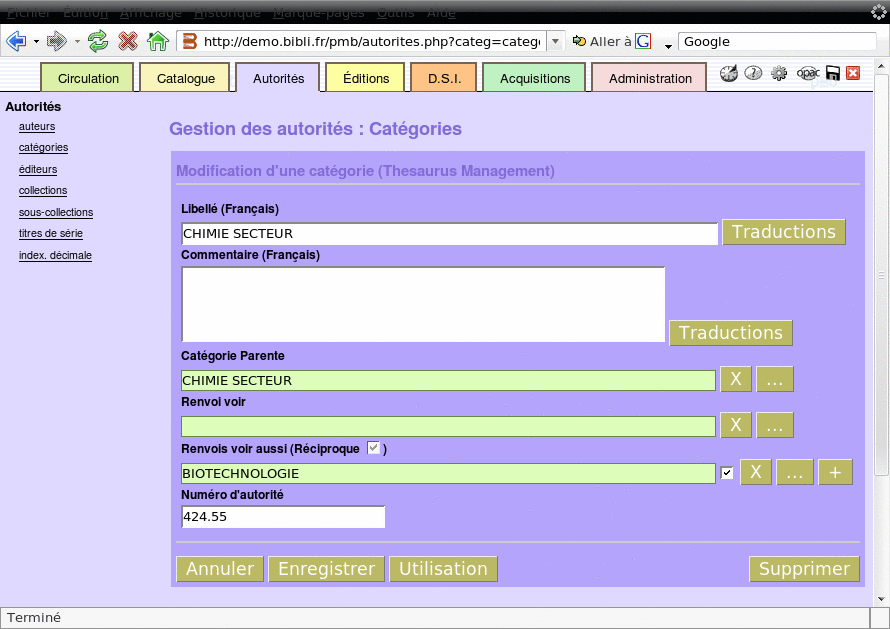 Fichier Édition Affichage Historique Marque-pages Outils Aide
http://demo.bibli.fr/pmb/autorites.php?categ=categ Aller à G Google
Circulation Catalogue Autorités Éditions D.S.I. Acquisitions Administration opac
Autorités
auteurs
catégories
éditeurs
collections
sous-collections
titres de série
index. décimale
Gestion des autorités : Catégories
Modification d'une catégorie (Thesaurus Management)
Libellé (Français)
CHIMIE SECTEUR Traductions
Commentaire (Français)
Traductions
Catégorie Parente
CHIMIE SECTEUR X ...
Renvoi voir
X ...
Renvois voir aussi (Réciproque )
BIOTECHNOLOGIE X ... +
Numéro d'autorité
424.55
Annuler Enregistrer Utilisation Supprimer
Terminé